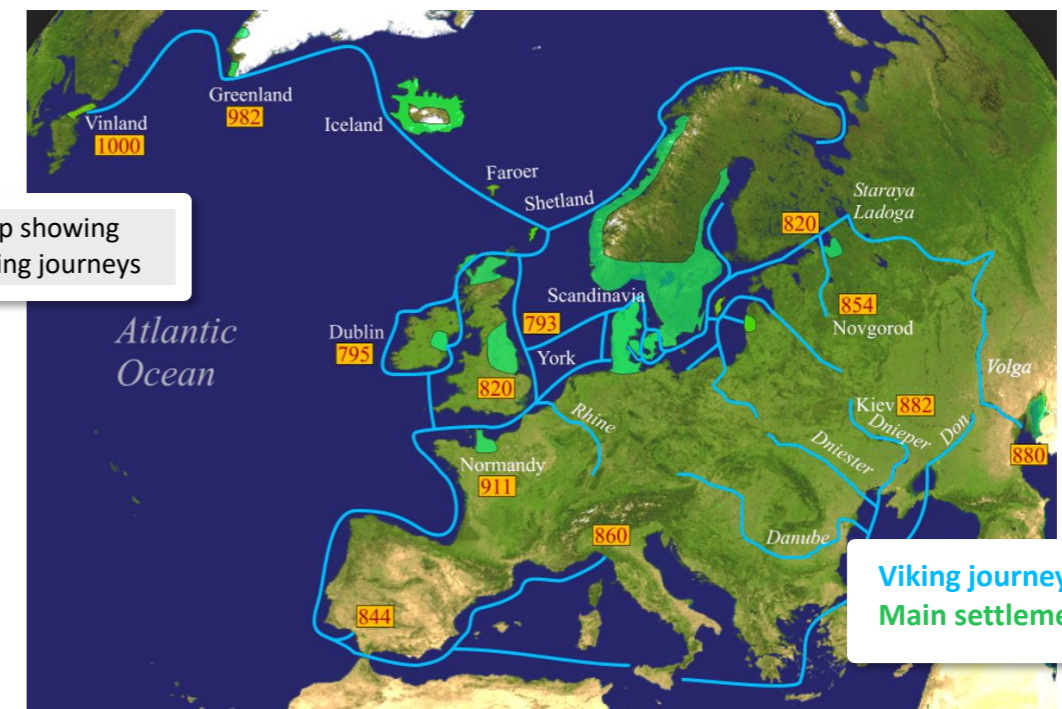 Greenland
982
Vinland
1000
Iceland
Faroer
Shetland
Staraya
Ladoga
820
p showing
ing journeys
Scandinavia
854
Novgorod
793
Dublin
795
York
Atlantic
Ocean
Volga
820
Kiev 882
Rhine
Dnieper
Don
Dniester
880
Normandy
911
860
Danube
Viking journey
Main settleme
844